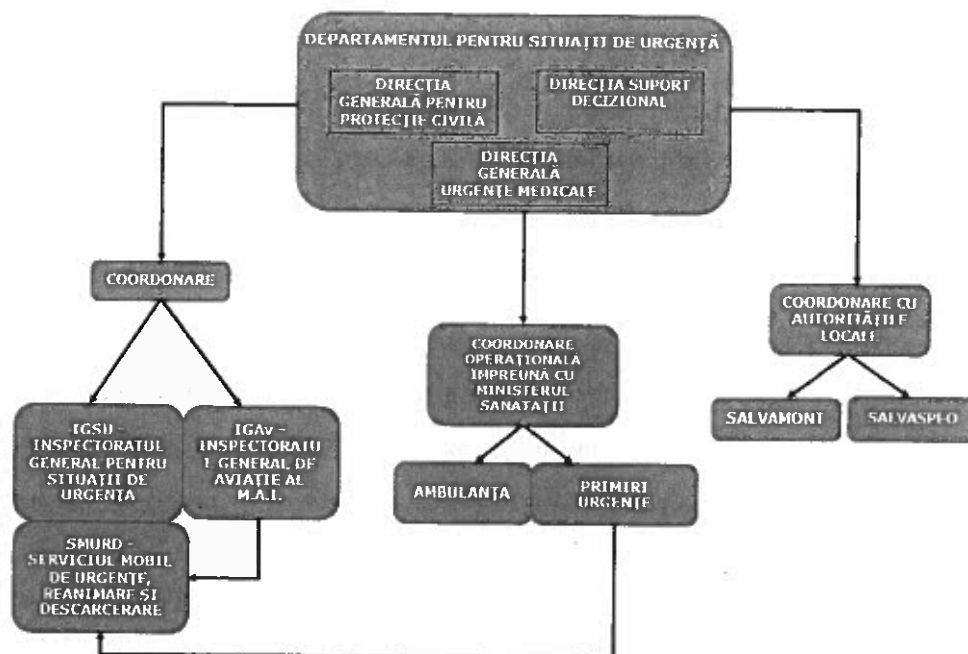 DEPARTAMENTUL PENTRU SITUAȚII DE URGENȚĂ
DIRECȚIA
GENERALĂ PENTRU
PROTECȚIE CIVILĂ
DIRECȚIA SUPORT
DECIZIONAL
DIRECȚIA
GENERALĂ
URGENȚE MEDICALE
COORDONARE
COORDONARE
OPERAȚIONALĂ
ÎMPREUNĂ CU
MINISTERUL
SANATAȚII
COORDONARE CU
AUTORITĂȚILE
LOCALE
IGSU -
INSPECTORATUL
GENERAL PENTRU
SITUAȚII DE
URGENȚA
IGAv -
INSPECTORATU
L GENERAL DE
AVIAȚIE AL
M.A.I.
AMBULANȚA
PRIMIRI
URGENȚE
SALVAMONT
SALVASPEO
SMURD -
SERVICIUL MOBIL
DE URGENȚE,
REANIMARE ȘI
DESCARCERARE